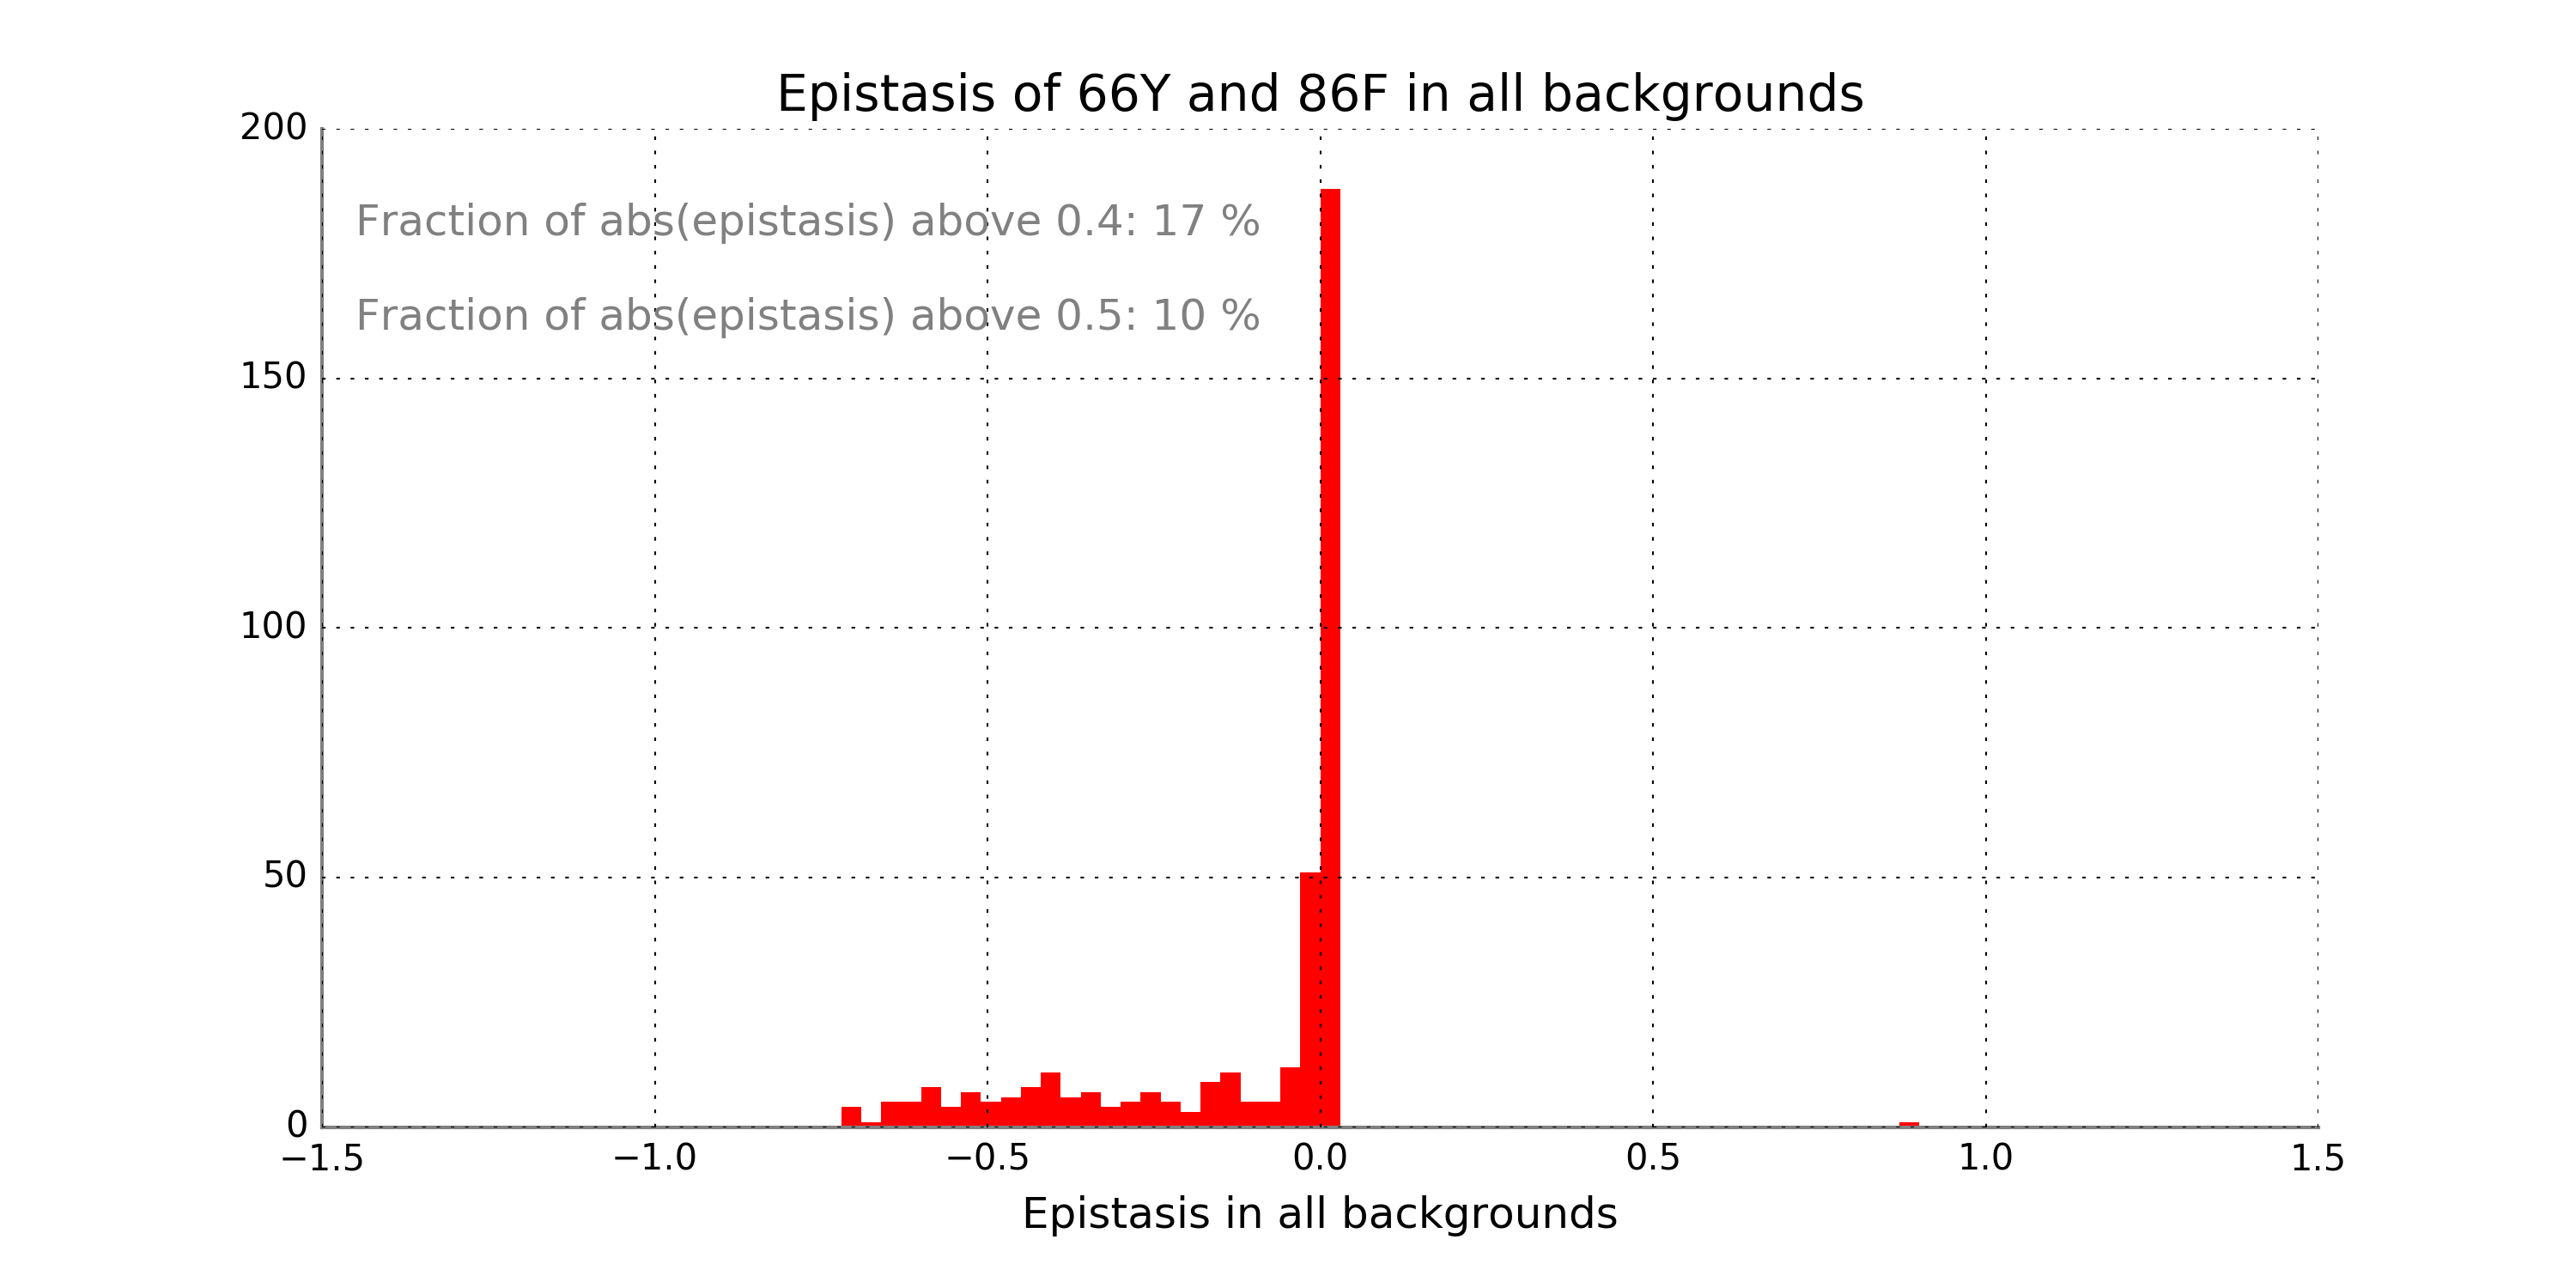 Epistasis of 66Y and 86F in all backgrounds
200
Fraction of abs(epistasis) above 0.4: 17 %
Fraction of abs(epistasis) above 0.5: 10 %
150
100
50
0
−1.5 −1.0 −0.5 0.0 0.5 1.0 1.5
Epistasis in all backgrounds